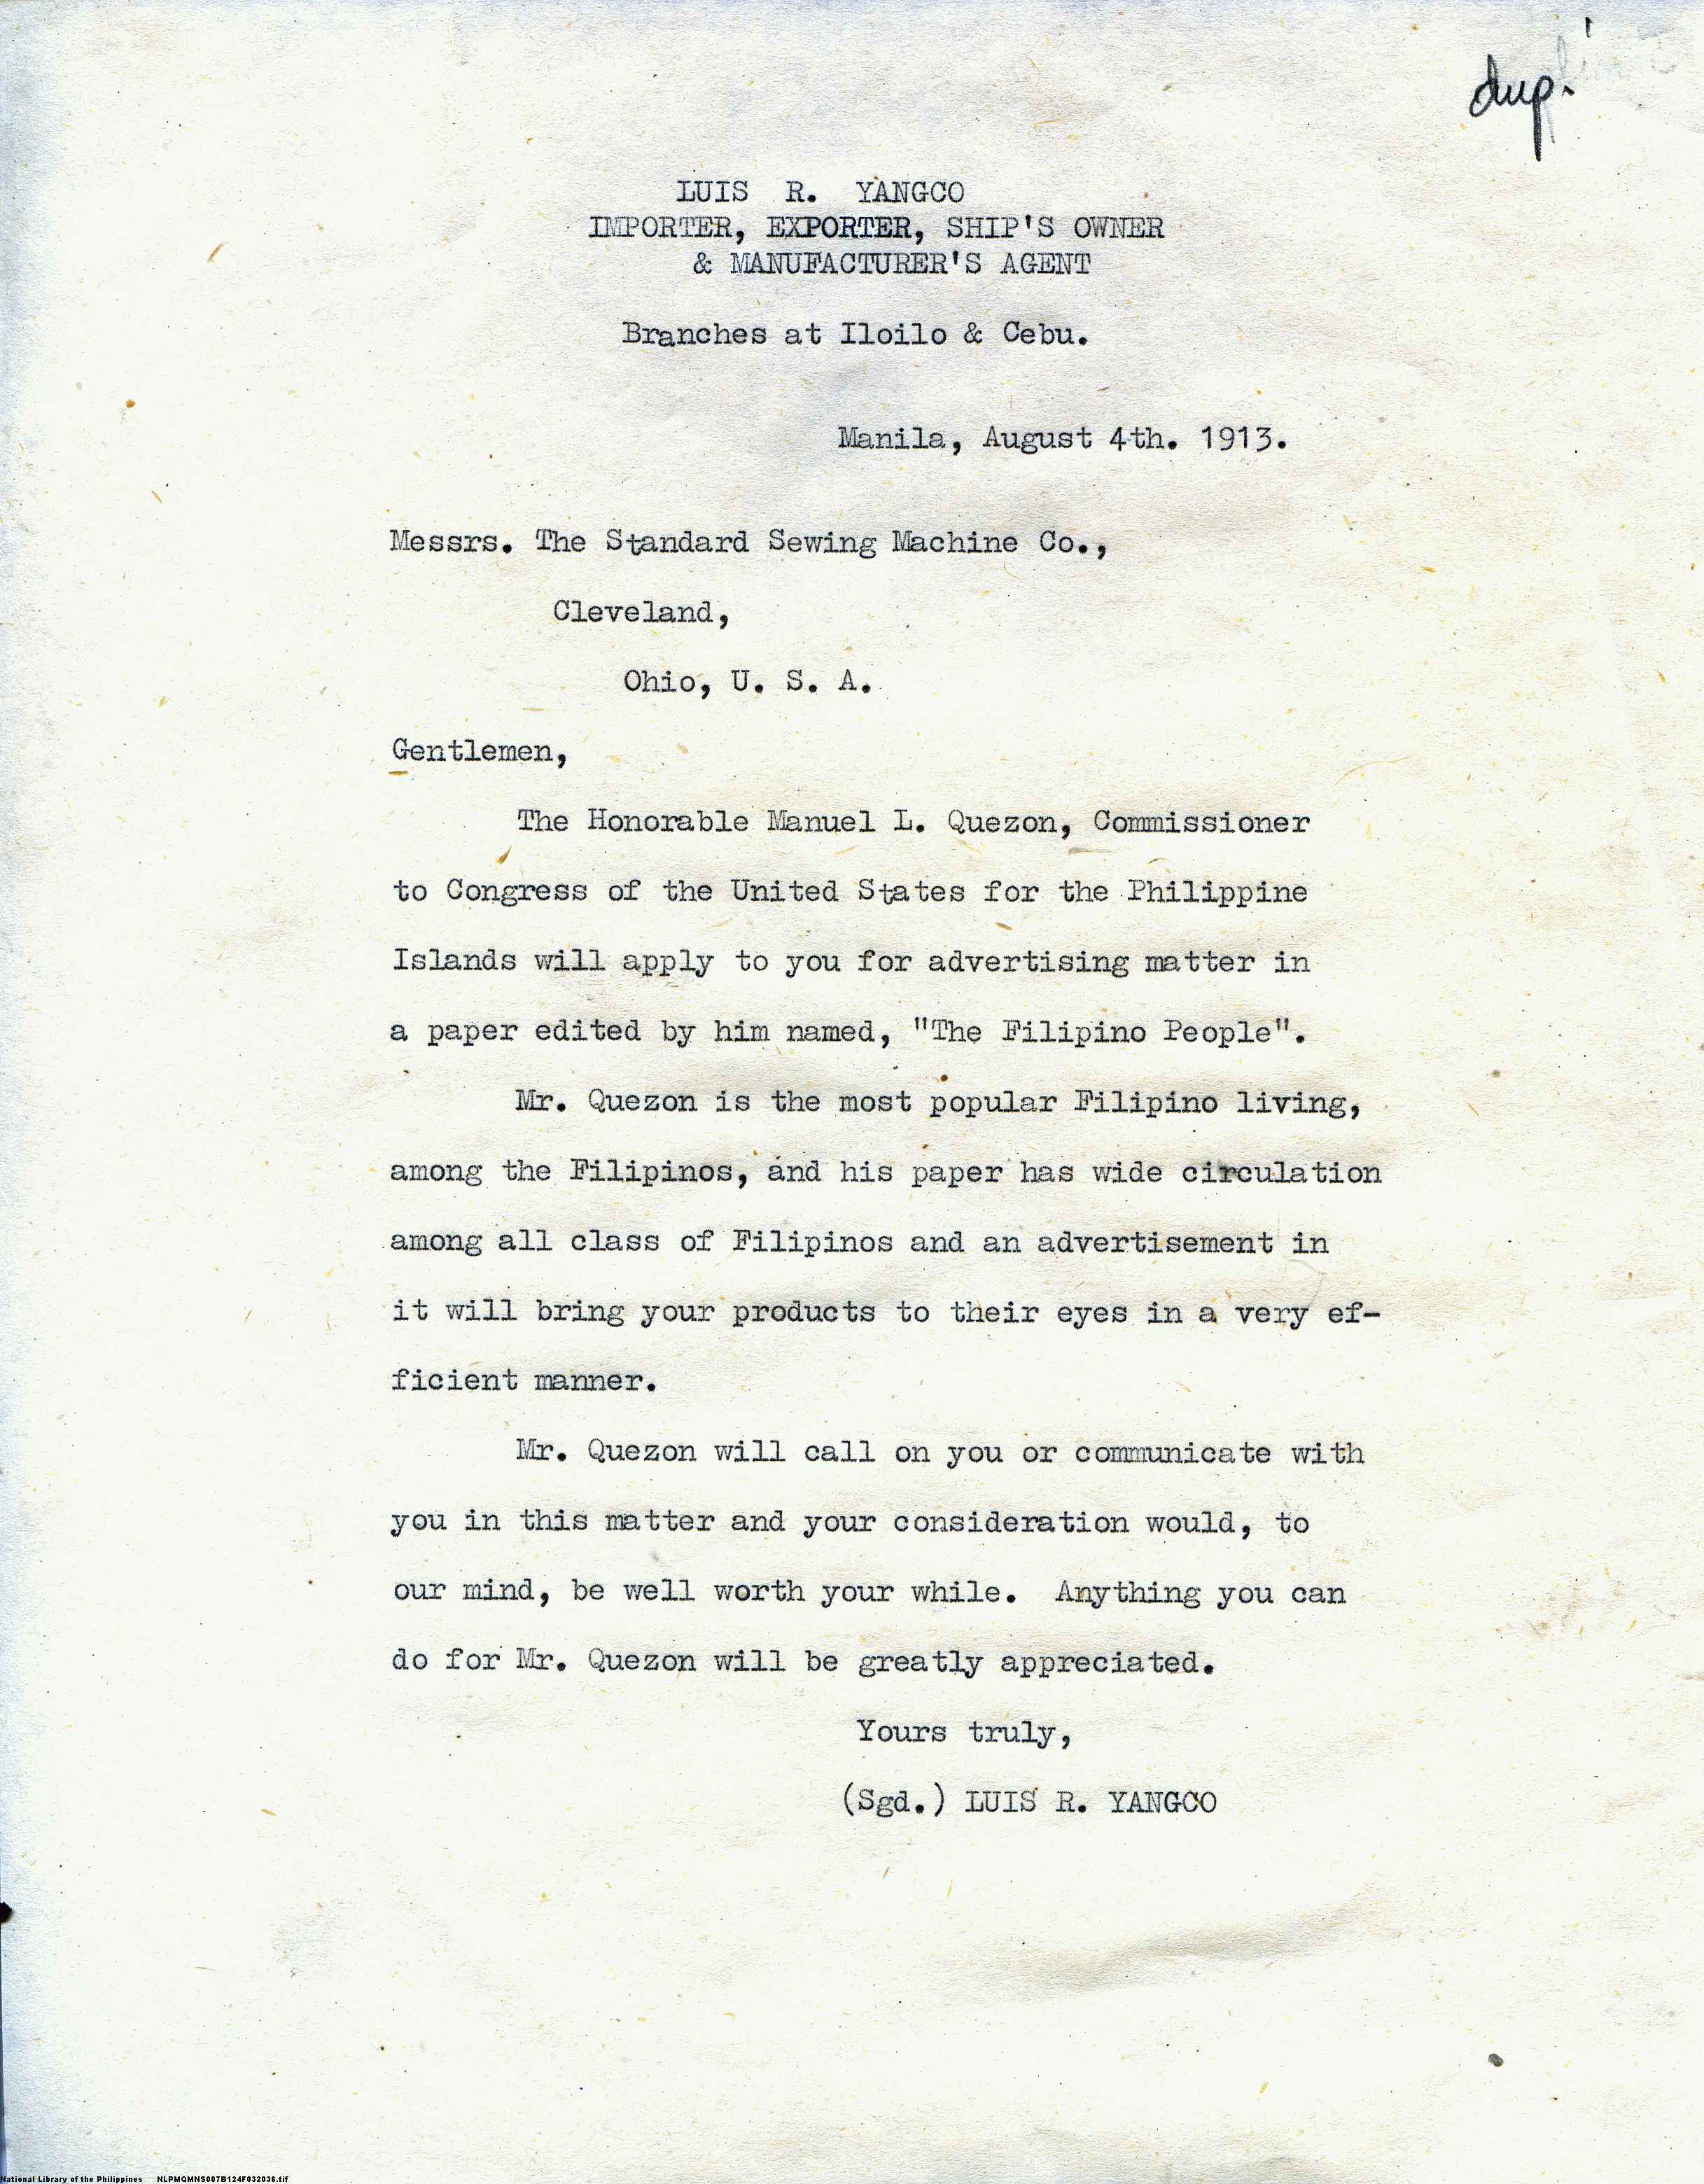 dup.
LUIS R. YANGCO
IMPORTER, EXPORTER, SHIP'S OWNER
& MANUFACTURER'S AGENT
Branches at Iloilo & Cebu.
Manila, August 4th. 1913.
Messrs. The Standard Sewing Machine Co.,
Cleveland,
Ohio, U. S. A.
Gentlemen,
The Honorable Manuel L. Quezon, Commissioner
to Congress of the United States for the Philippine
Islands will apply to you for advertising matter in
a paper edited by him named, "The Filipino People".
Mr. Quezon is the most popular Filipino living,
among the Filipinos, and his paper has wide circulation
among all class of Filipinos and an advertisement in
it will bring your products to their eyes in a very ef-
ficient manner.
Mr. Quezon will call on you or communicate with
you in this matter and your consideration would, to
our mind, be well worth your while. Anything you can
do for Mr. Quezon will be greatly appreciated.
Yours truly,
(Sgd.) LUIS R. YANGCO
National Library of the Philippines NLPMQMNS007B124F032036.tif